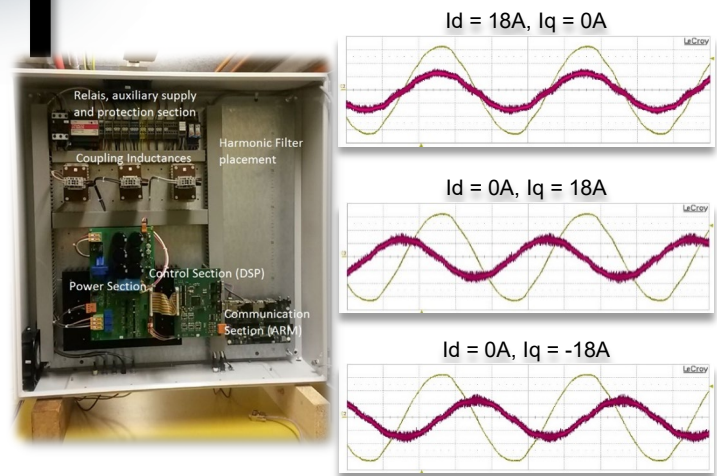 Relais, auxiliary supply
and protection section
Coupling Inductances
Harmonic Filter
placement
Control Section (DSP)
Power Section
Communication
Section (ARM)
Id = 18A, Iq = 0A
LeCroy
Id = 0A, Iq = 18A
LeCroy
Id = 0A, Iq = -18A
LeCroy